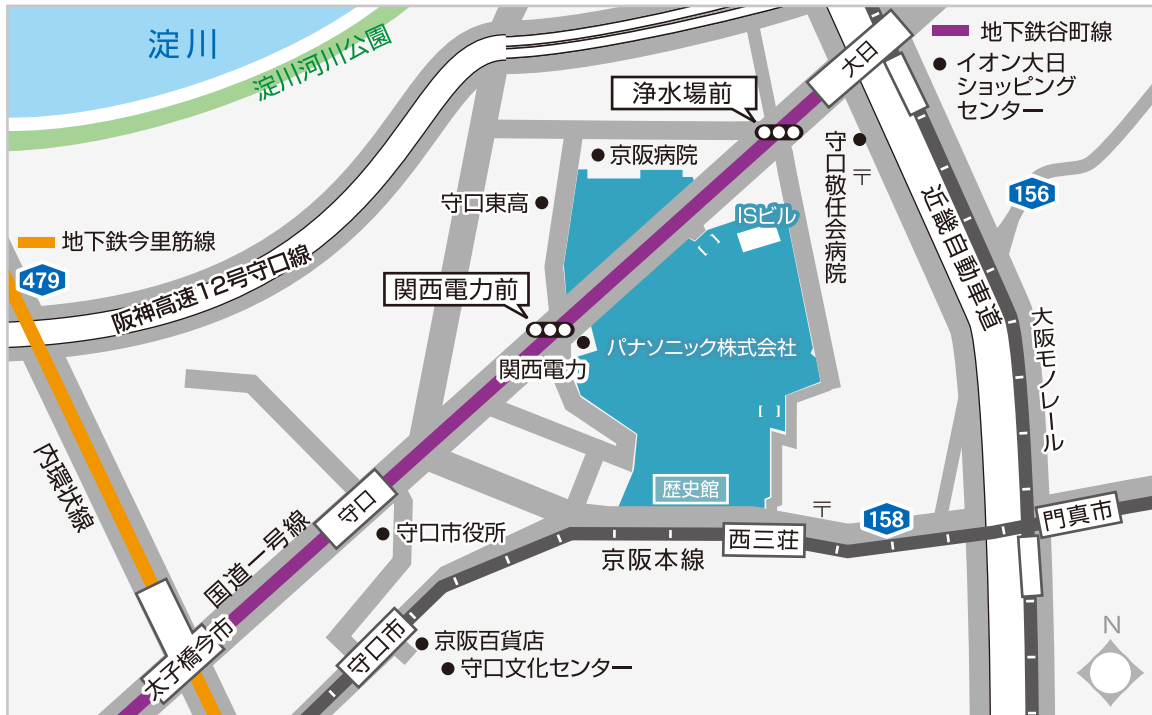 淀川
淀川河川公園
地下鉄谷町線
イオン大日
ショッピング
センター
大日
浄水場前
京阪病院
守口敬任会病院
〒
守口東高
ISビル
156
近畿自動車道
地下鉄今里筋線
479
阪神高速12号守口線
関西電力前
関西電力
パナソニック株式会社
大阪モノレール
内環状線
国道一号線
守口
歴史館
〒
158
門真市
守口市役所
京阪本線
西三荘
太子橋今市
守口市
京阪百貨店
守口文化センター
N